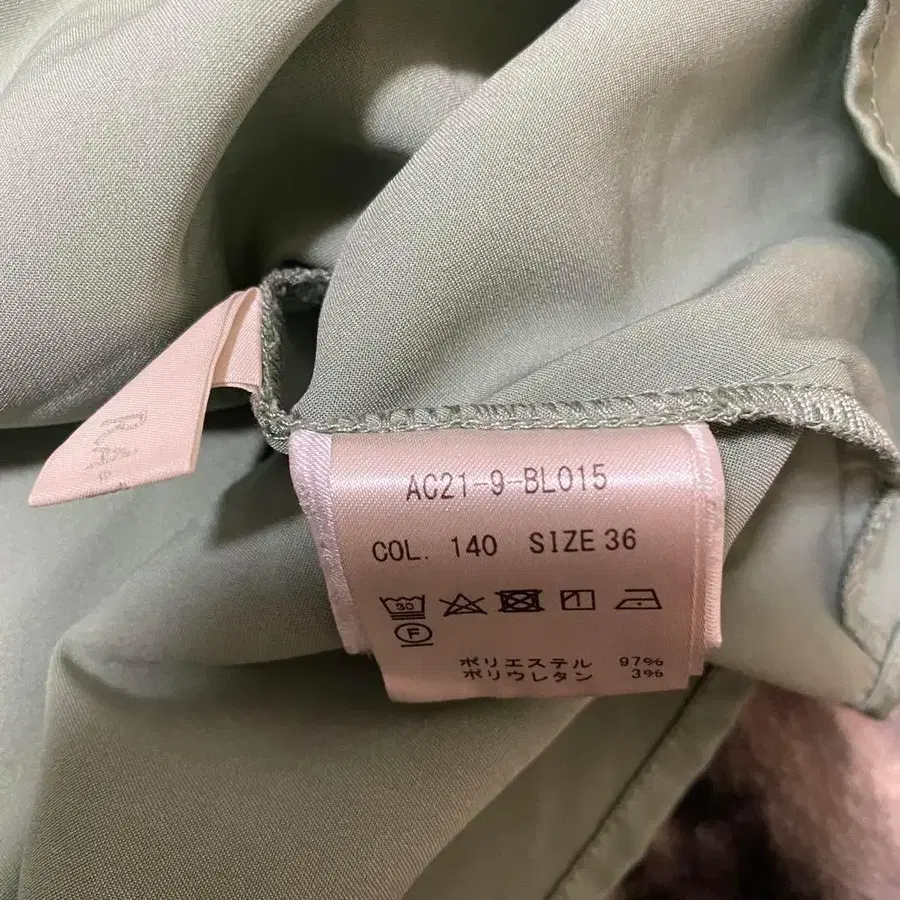 AC21-9-BL015
COL. 140 SIZE 36
30
F
ポリエステル 97%
ポリウレタン 3%